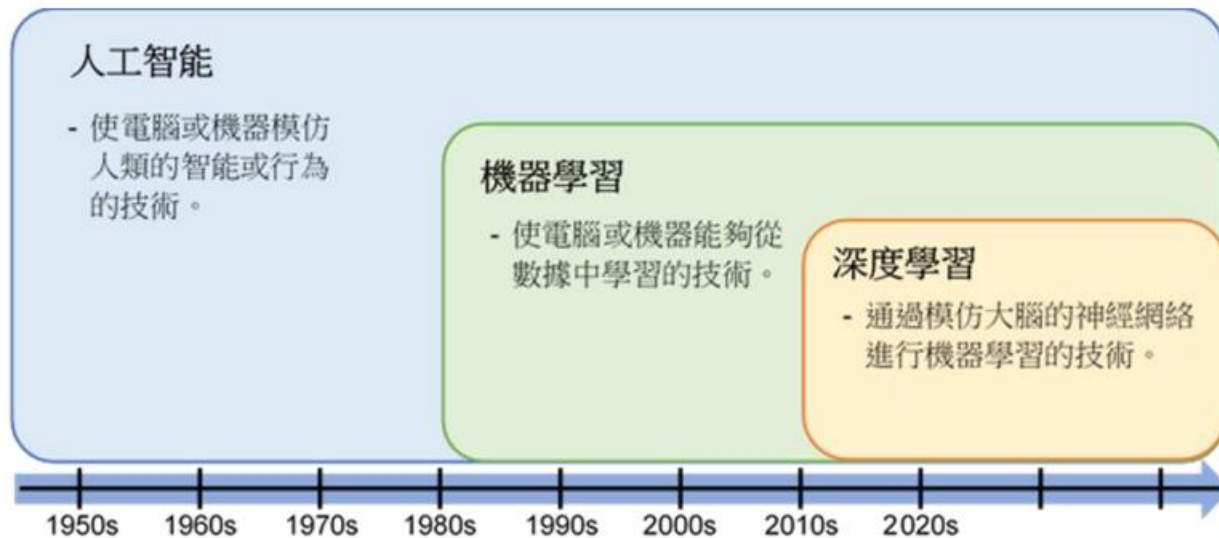 人工智能
- 使電腦或機器模仿
人類的智能或行為
的技術。
機器學習
- 使電腦或機器能夠從
數據中學習的技術。
深度學習
- 通過模仿大腦的神經網絡
進行機器學習的技術。
1950s 1960s 1970s 1980s 1990s 2000s 2010s 2020s